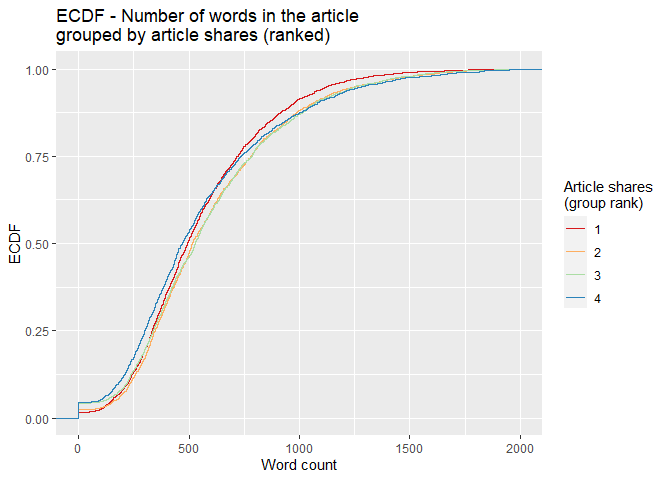 ECDF - Number of words in the article
grouped by article shares (ranked)
1.00
0.75
0.50
0.25
0.00
ECDF
0
500
1000
1500
2000
Word count
Article shares
(group rank)
1
2
3
4